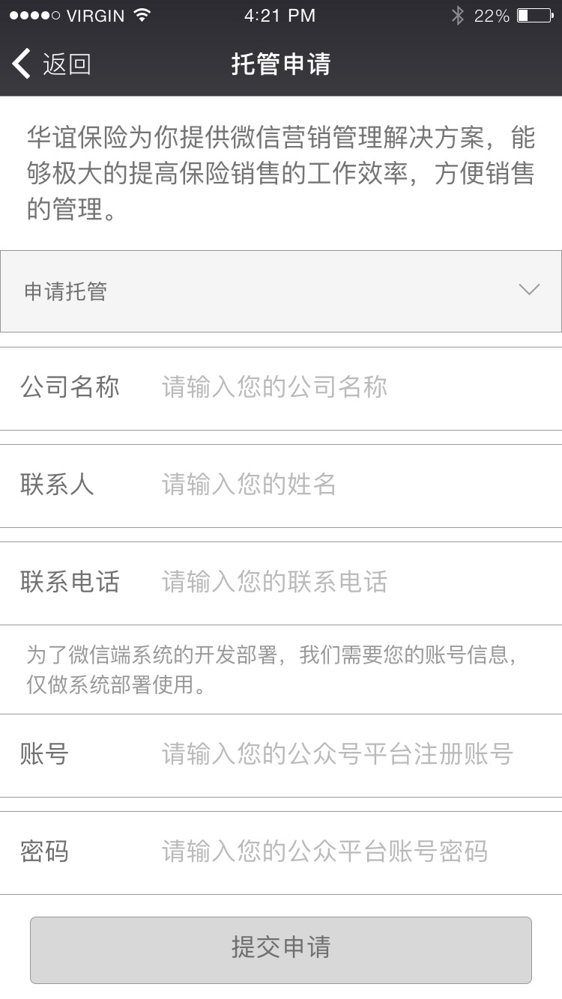 VIRGIN 4:21 PM 22%
返回 托管申请
华谊保险为你提供微信营销管理解决方案，能
够极大的提高保险销售的工作效率，方便销售
的管理。
申请托管
公司名称 请输入您的公司名称
联系人 请输入您的姓名
联系电话 请输入您的联系电话
为了微信端系统的开发部署，我们需要您的账号信息，
仅做系统部署使用。
账号 请输入您的公众号平台注册账号
密码 请输入您的公众平台账号密码
提交申请